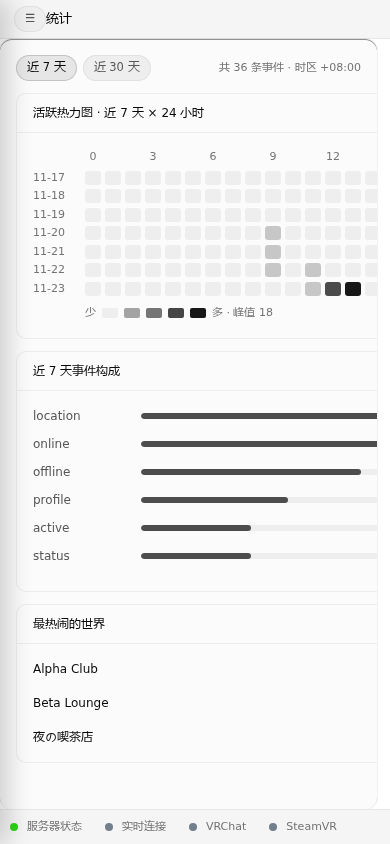 ☰ 统计
近 7 天 近 30 天 共 36 条事件 · 时区 +08:00
活跃热力图 · 近 7 天 × 24 小时
0 3 6 9 12
11-17
11-18
11-19
11-20
11-21
11-22
11-23
少 多 · 峰值 18
近 7 天事件构成
location
online
offline
profile
active
status
最热闹的世界
Alpha Club
Beta Lounge
夜の喫茶店
服务器状态 实时连接 VRChat SteamVR